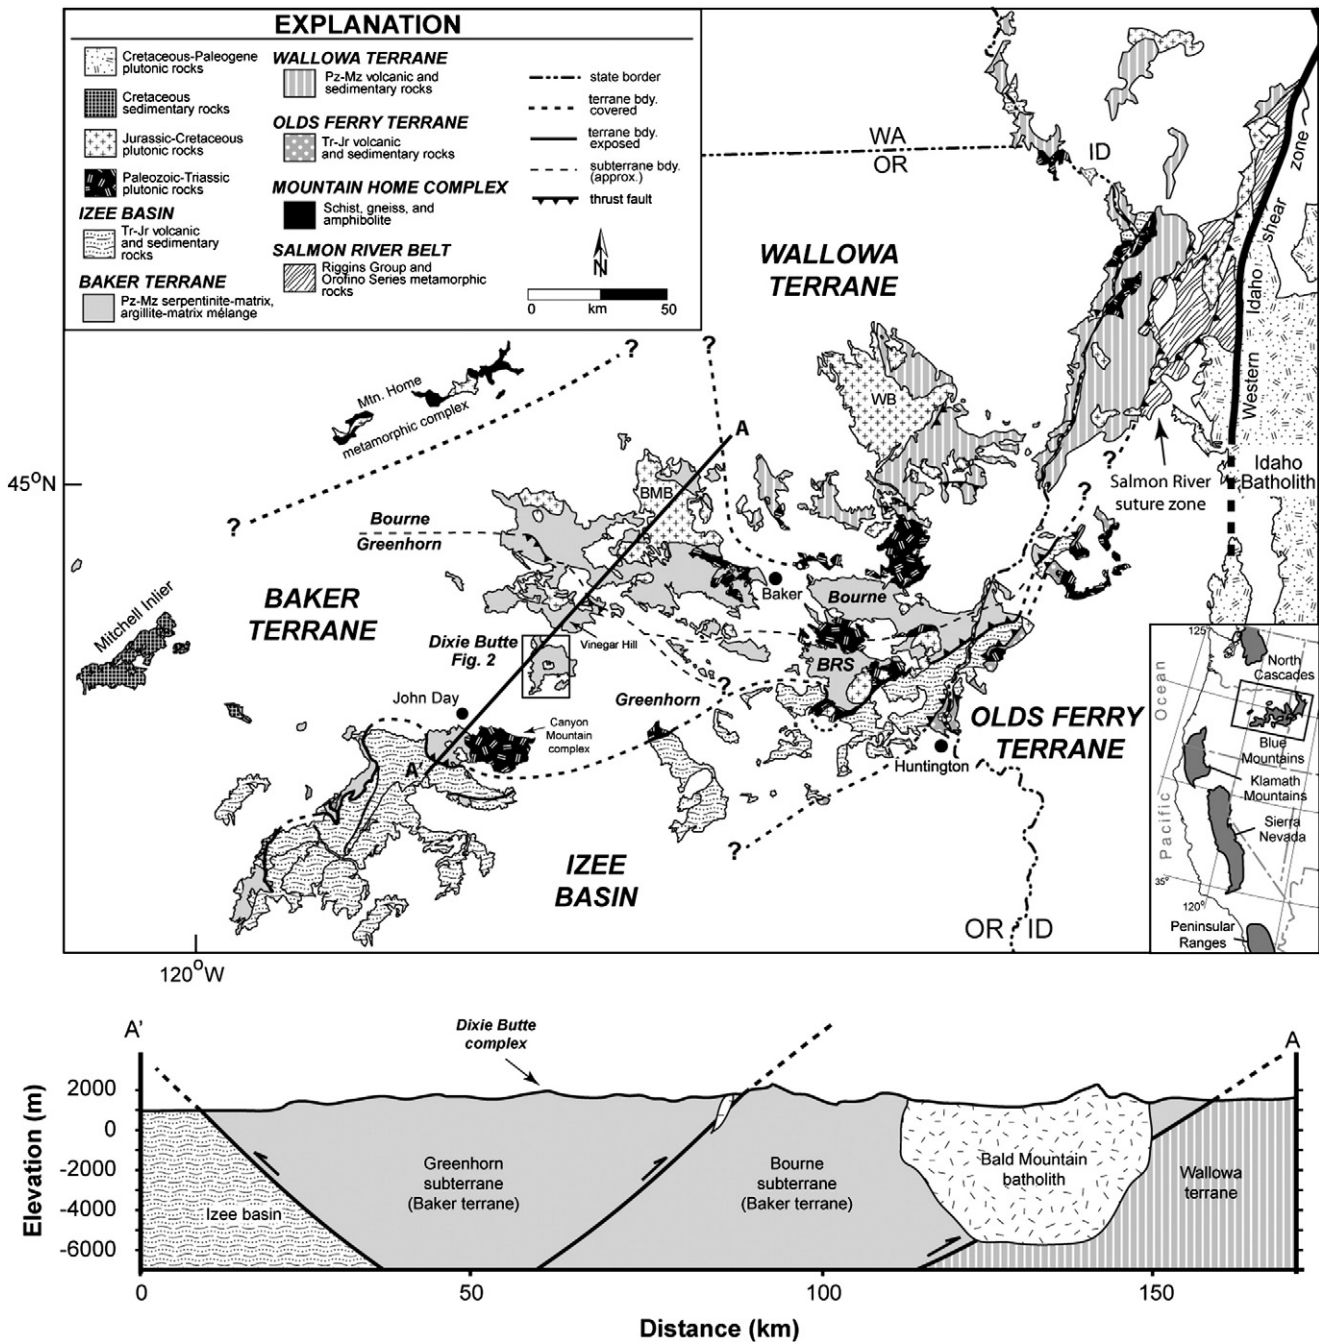 EXPLANATION
Cretaceous-Paleogene
plutonic rocks
Cretaceous
sedimentary rocks
Jurassic-Cretaceous
plutonic rocks
Paleozoic-Triassic
plutonic rocks
IZEE BASIN
Tr-Jr volcanic
and sedimentary
rocks
BAKER TERRANE
Pz-Mz serpentinite-matrix,
argillite-matrix mélange
WALLOWA TERRANE
Pz-Mz volcanic and
sedimentary rocks
OLDS FERRY TERRANE
Tr-Jr volcanic
and sedimentary rocks
MOUNTAIN HOME COMPLEX
Schist, gneiss, and
amphibolite
SALMON RIVER BELT
Riggins Group and
Orofino Series metamorphic
rocks
state border
terrane bdy.
covered
terrane bdy.
exposed
subterrane bdy.
(approx.)
thrust fault
N
0 50
km
WA
OR
ID
WALLOWA
TERRANE
Western Idaho shear zone
?
?
Mtn. Home
metamorphic complex
WB
A
45°N
?
BMB
?
Salmon River
suture zone
Idaho
Batholith
Bourne
Greenhorn
Mitchell Inlier
BAKER
TERRANE
Baker
Bourne
Vinegar Hill
Dixie Butte
Fig. 2
BRS
?
Greenhorn
John Day
Canyon
Mountain
complex
OLDS FERRY
TERRANE
Huntington
A'
?
IZEE
BASIN
OR ID
120°W
125°
North
Cascades
Pacific Ocean
Blue
Mountains
Klamath
Mountains
Sierra
Nevada
35°
120°
Peninsular
Ranges
A'
Dixie Butte
complex
A
Elevation (m)
2000
0
-2000
-4000
-6000
Izee basin
Greenhorn
subterrane
(Baker terrane)
Bourne
subterrane
(Baker terrane)
Bald Mountain
batholith
Wallowa
terrane
0 50 100 150
Distance (km)